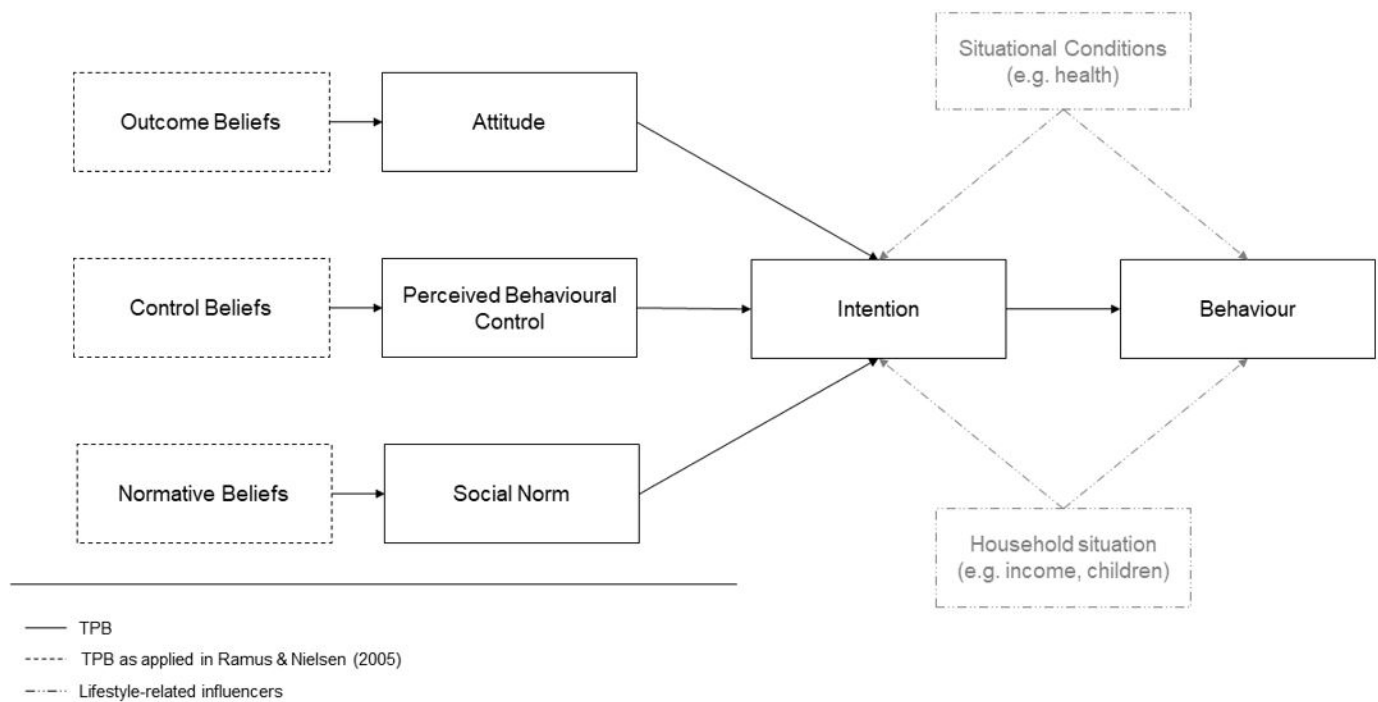 Situational Conditions
(e.g. health)
Outcome Beliefs
Attitude
Control Beliefs
Perceived Behavioural
Control
Intention
Behaviour
Normative Beliefs
Social Norm
Household situation
(e.g. income, children)
TPB
TPB as applied in Ramus & Nielsen (2005)
Lifestyle-related influencers